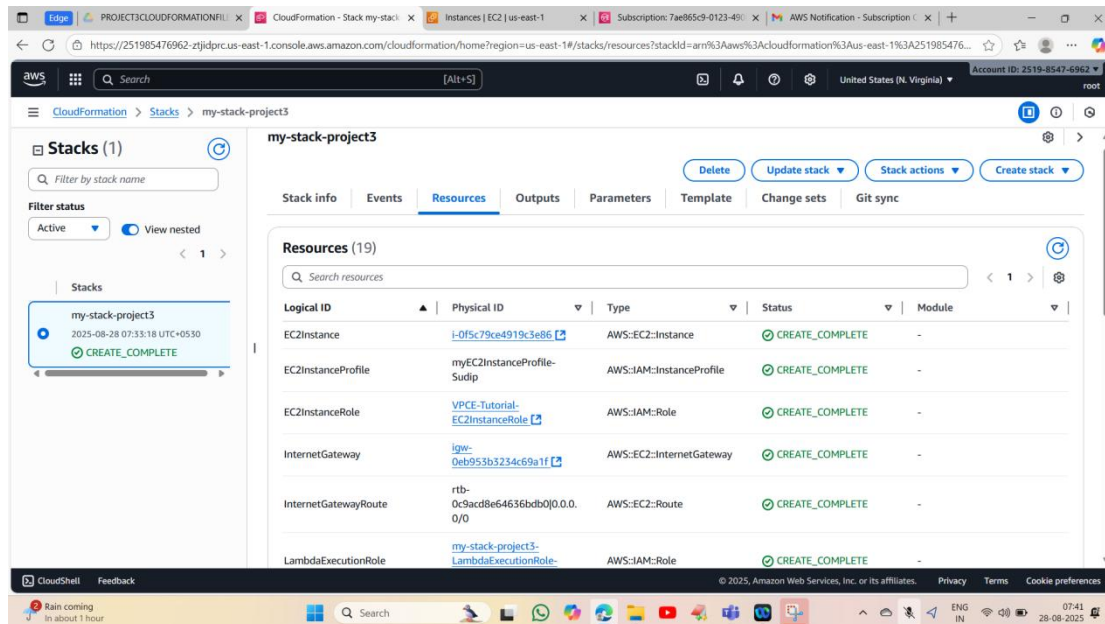 Edge
PROJECT3CLOUDFORMATIONFIL
CloudFormation - Stack my-stack
Instances | EC2 | us-east-1
Subscription: 7ae865c9-0123-490
AWS Notification - Subscription C
https://251985476962-ztjidprc.us-east-1.console.aws.amazon.com/cloudformation/home?region=us-east-1#/stacks/resources?stackId=arn%3Aaws%3Acloudformation%3Aus-east-1%3A251985476...
aws
Search
[Alt+S]
United States (N. Virginia)
Account ID: 2519-8547-6962
root
CloudFormation > Stacks > my-stack-project3
Stacks (1)
Filter by stack name
Filter status
Active
View nested
1
Stacks
my-stack-project3
2025-08-28 07:33:18 UTC+0530
CREATE_COMPLETE
my-stack-project3
Delete Update stack Stack actions Create stack
Stack info Events Resources Outputs Parameters Template Change sets Git sync
Resources (19)
Search resources
1
Logical ID Physical ID Type Status Module
EC2Instance i-0f5c79ce4919c3e86 AWS::EC2::Instance CREATE_COMPLETE -
EC2InstanceProfile myEC2InstanceProfile- AWS::IAM::InstanceProfile CREATE_COMPLETE -
Sudip
EC2InstanceRole VPCE-Tutorial- AWS::IAM::Role CREATE_COMPLETE -
EC2InstanceRole
InternetGateway igw- AWS::EC2::InternetGateway CREATE_COMPLETE -
0eb953b3234c69a1f
InternetGatewayRoute rtb- AWS::EC2::Route CREATE_COMPLETE -
0c9acd8e64636bdb0|0.0.0.
0/0
LambdaExecutionRole my-stack-project3- AWS::IAM::Role CREATE_COMPLETE -
LambdaExecutionRole-
CloudShell Feedback
© 2025, Amazon Web Services, Inc. or its affiliates. Privacy Terms Cookie preferences
2
Rain coming
In about 1 hour
Search
ENG
IN
07:41
28-08-2025